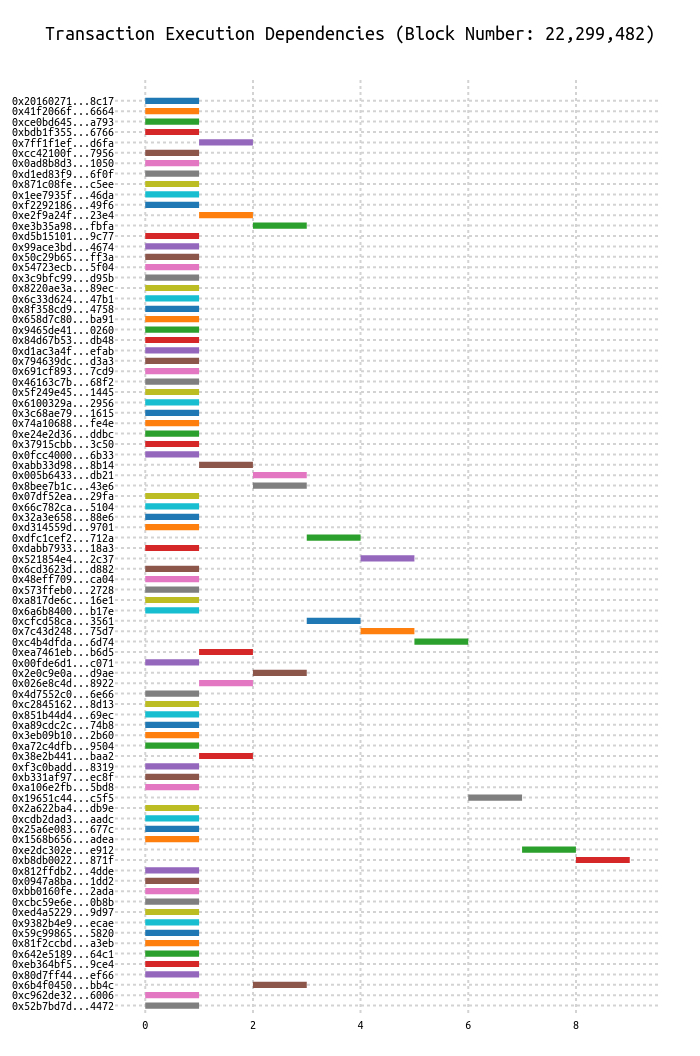 Transaction Execution Dependencies (Block Number: 22,299,482)
0x20160271...8c17
0x41f2066f...6664
0xce0bd645...a793
0xbdb1f355...6766
0x7ff1f1ef...d6fa
0xcc42100f...7956
0x0ad8b8d3...1050
0xd1ed83f9...6f0f
0x871c08fe...c5ee
0x1ee7935f...46da
0xf2292186...49f6
0xe2f9a24f...23e4
0xe3b35a98...fbfa
0xd5b15101...9c77
0x99ace3bd...4674
0x50c29b65...ff3a
0x54723ecb...5f04
0x3c9bfc99...d95b
0x8220ae3a...89ec
0x6c33d624...47b1
0x8f358cd9...4758
0x658d7c80...ba91
0x9465de41...0260
0x84d67b53...db48
0xd1ac3a4f...efab
0x794639dc...d3a3
0x691cf893...7cd9
0x46163c7b...68f2
0x5f249e45...1445
0x6100329a...2956
0x3c68ae79...1615
0x74a10688...fe4e
0xe24e2d36...ddbc
0x37915cbb...3c50
0x0fcc4000...6b33
0xabb33d98...8b14
0x005b6433...db21
0x8bee7b1c...43e6
0x07df52ea...29fa
0x66c782ca...5104
0x32a3e658...88e6
0xd314559d...9701
0xdfc1cef2...712a
0xdabb7933...18a3
0x521854e4...2c37
0x6cd3623d...d882
0x48eff709...ca04
0x573ffeb0...2728
0xa817de6c...16e1
0x6a6b8400...b17e
0xcfcd58ca...3561
0x7c43d248...75d7
0xc4b4dfda...6d74
0xea7461eb...b6d5
0x00fde6d1...c071
0x2e0c9e0a...d9ae
0x026e8c4d...8922
0x4d7552c0...6e66
0xc2845162...8d13
0x851b44d4...69ec
0xa89cdc2c...74b8
0x3eb09b10...2b60
0xa72c4dfb...9504
0x38e2b441...baa2
0xf3c0badd...8319
0xb331af97...ec8f
0xa106e2fb...5bd8
0x19651c44...c5f5
0x2a622ba4...db9e
0xcdb2dad3...aadc
0x25a6e083...677c
0x1568b656...adea
0xe2dc302e...e912
0xb8db0022...871f
0x812ffdb2...4dde
0x0947a8ba...1dd2
0xbb0160fe...2ada
0xcbc59e6e...0b8b
0xed4a5229...9d97
0x9382b4e9...ecae
0x59c99865...5820
0x81f2ccbd...a3eb
0x642e5189...64c1
0xeb364bf5...9ce4
0x80d7ff44...ef66
0x6b4f0450...bb4c
0xc962de32...6006
0x52b7bd7d...4472
0 2 4 6 8